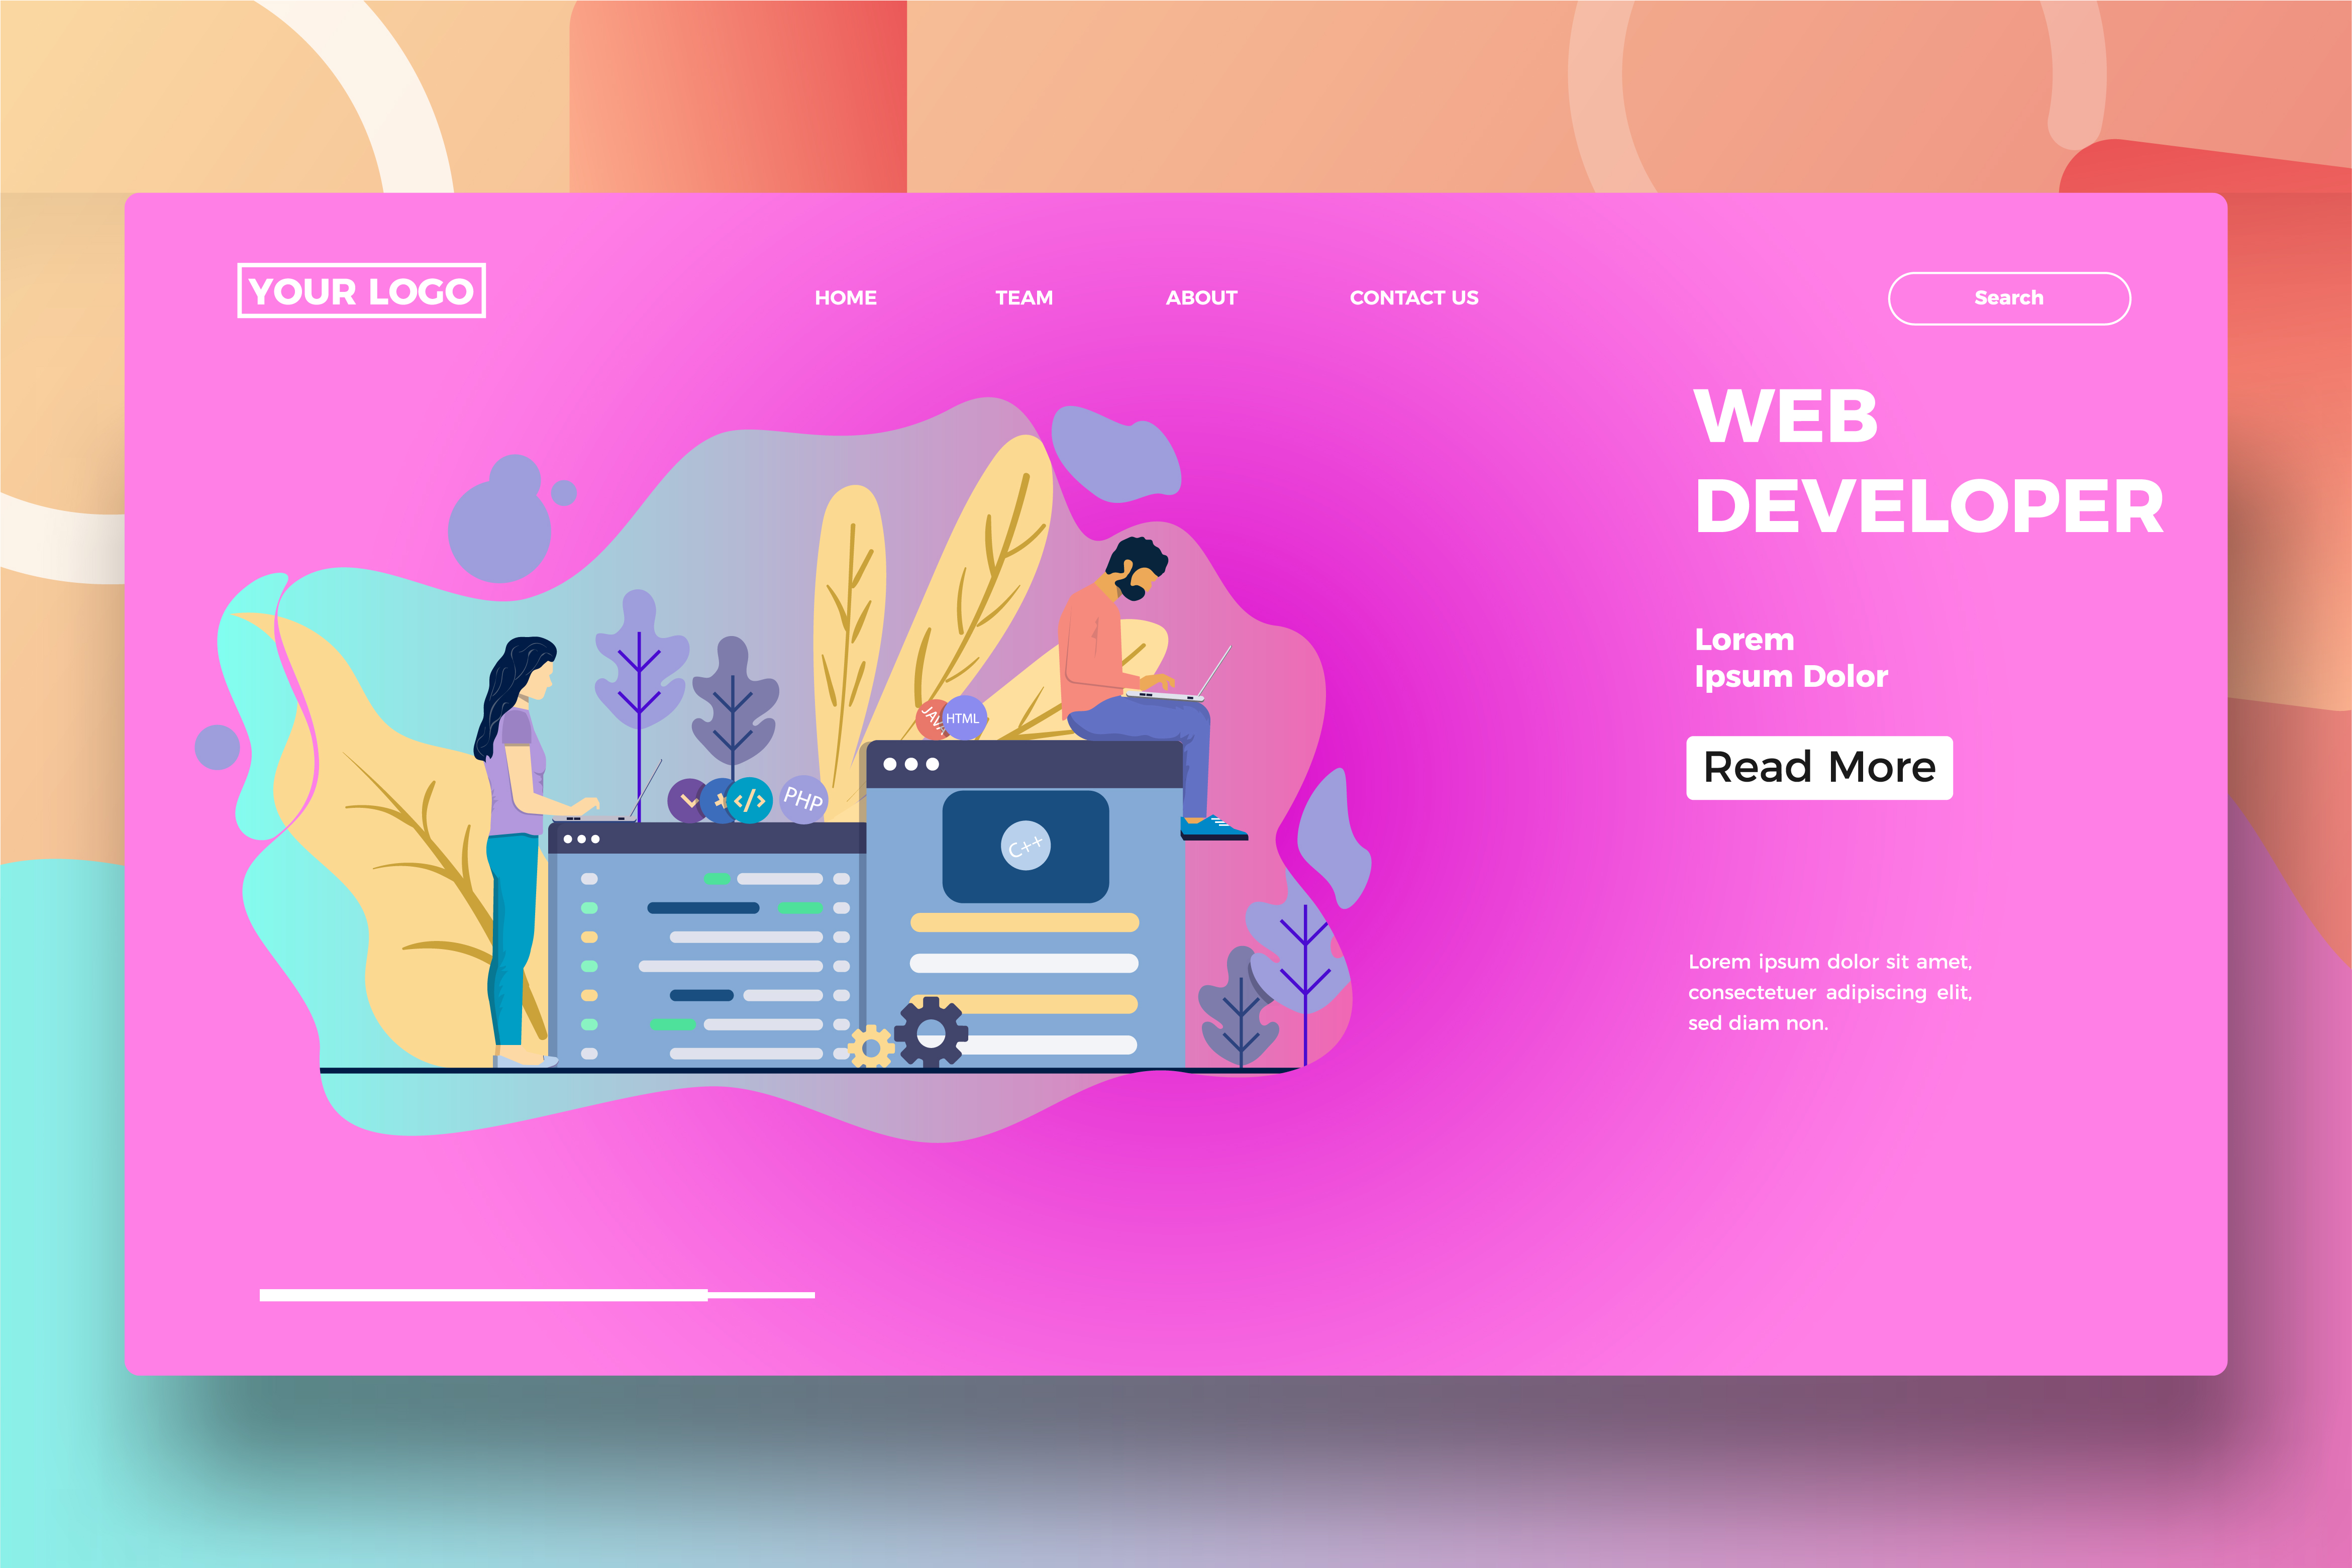 YOUR LOGO
HOME
TEAM
ABOUT
CONTACT US
Search
WEB
DEVELOPER
Lorem
Ipsum Dolor
Read More
Lorem ipsum dolor sit amet,
consectetuer adipiscing elit,
sed diam non.
JAVA
HTML
</>
PHP
C++